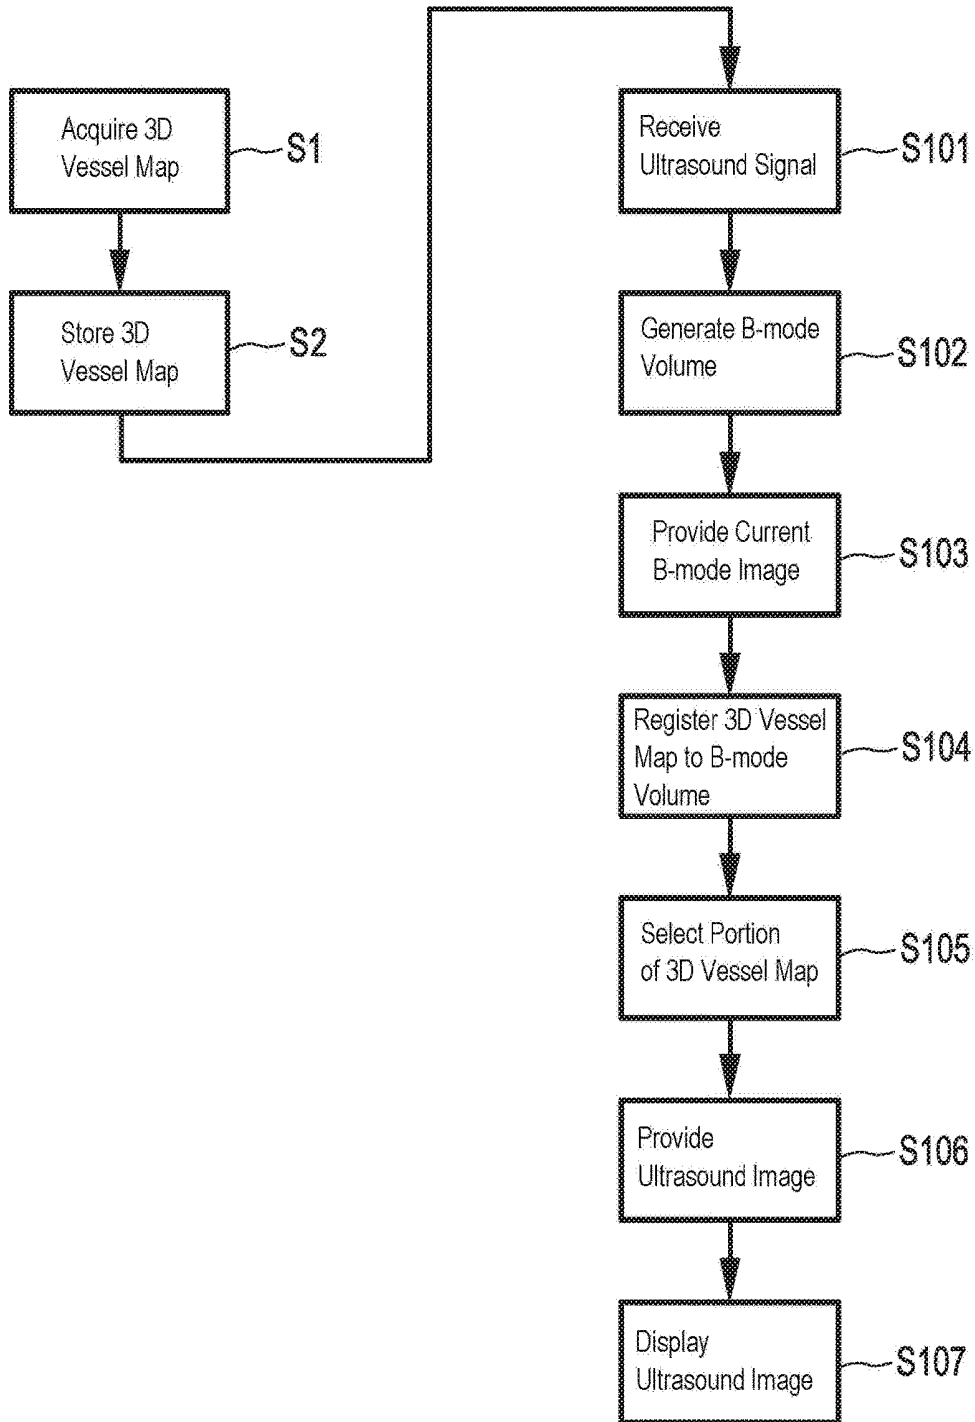 Acquire 3D
Vessel Map
S1
Store 3D
Vessel Map
S2
Receive
Ultrasound Signal
S101
Generate B-mode
Volume
S102
Provide Current
B-mode Image
S103
Register 3D Vessel
Map to B-mode
Volume
S104
Select Portion
of 3D Vessel Map
S105
Provide
Ultrasound Image
S106
Display
Ultrasound Image
S107